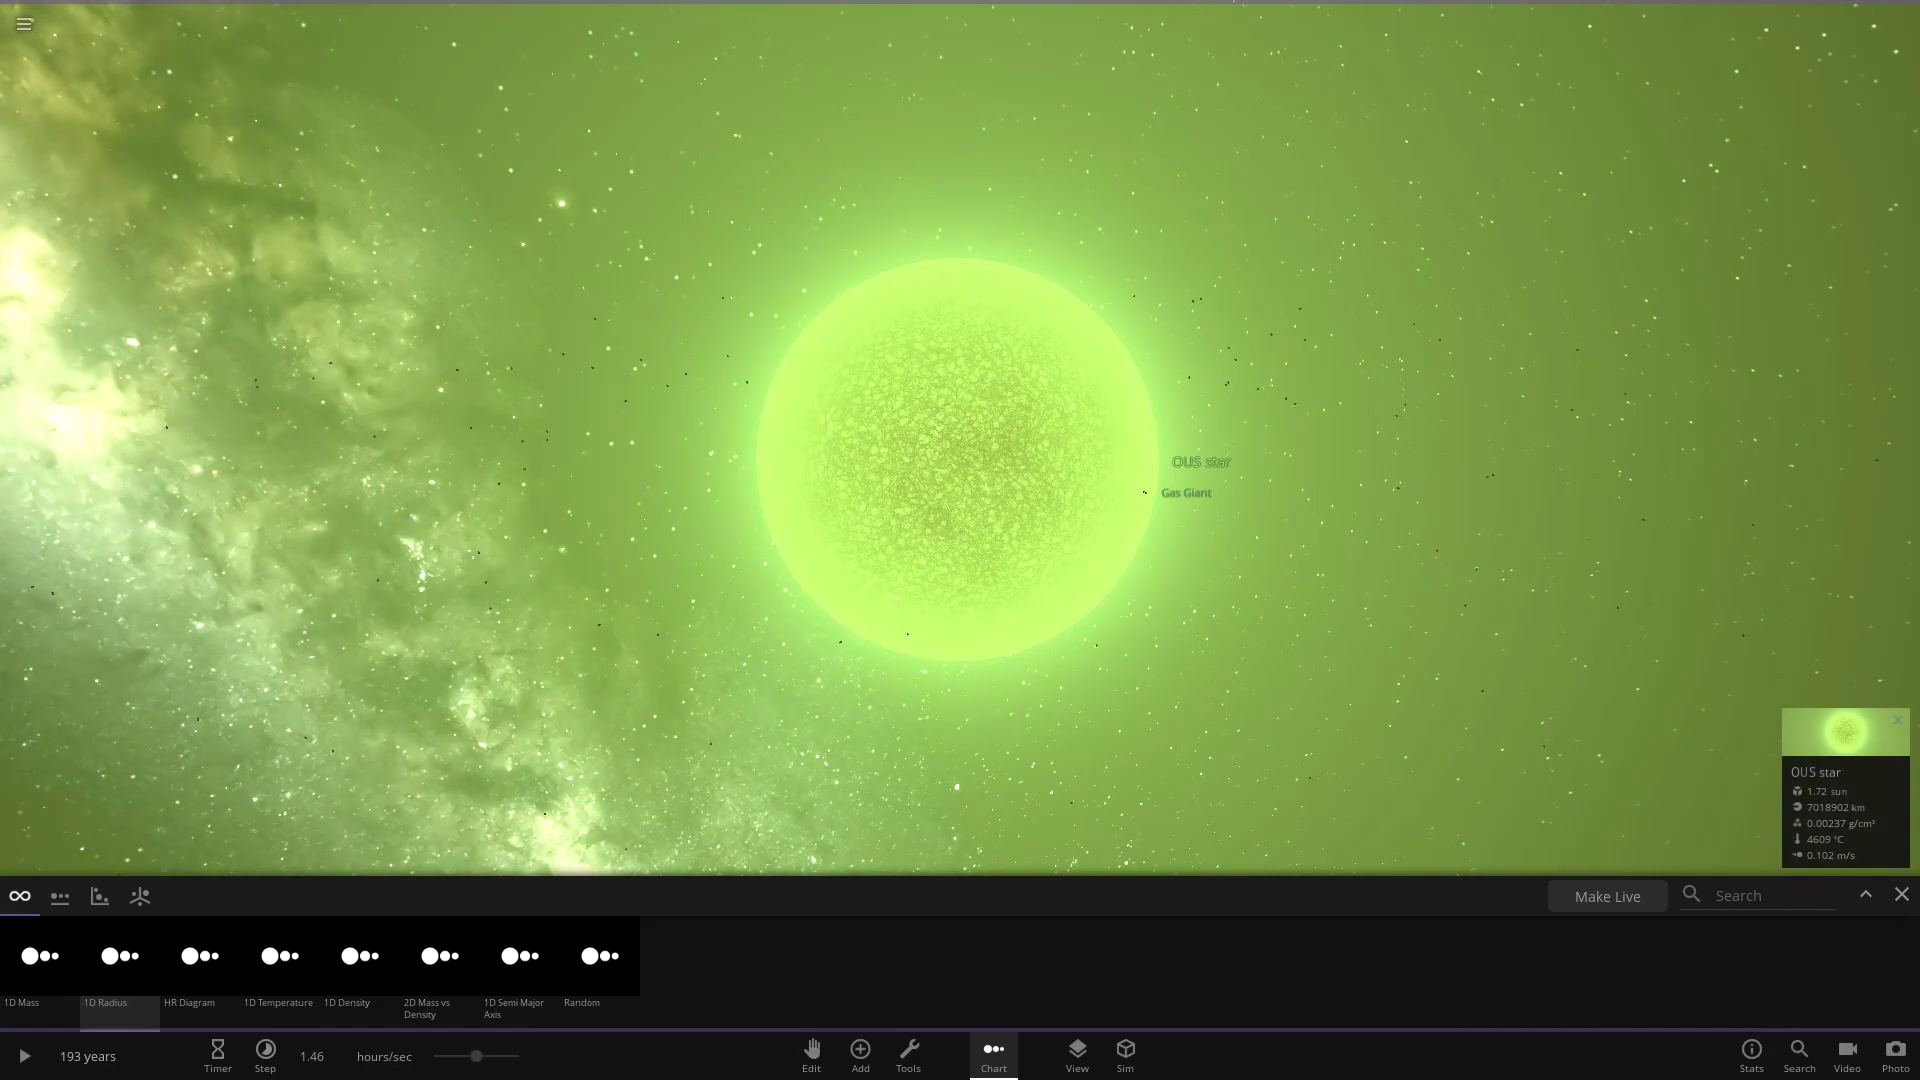 OUS star
Gas Giant
OUS star
1.72 sun
7018902 km
0.00237 g/cm³
4609 °C
0.102 m/s
Make Live
Search
1D Mass
1D Radius
HR Diagram
1D Temperature
1D Density
2D Mass vs
Density
1D Semi Major
Axis
Random
193 years
Timer
Step
1.46
hours/sec
Edit
Add
Tools
Chart
View
Sim
Stats
Search
Video
Photo